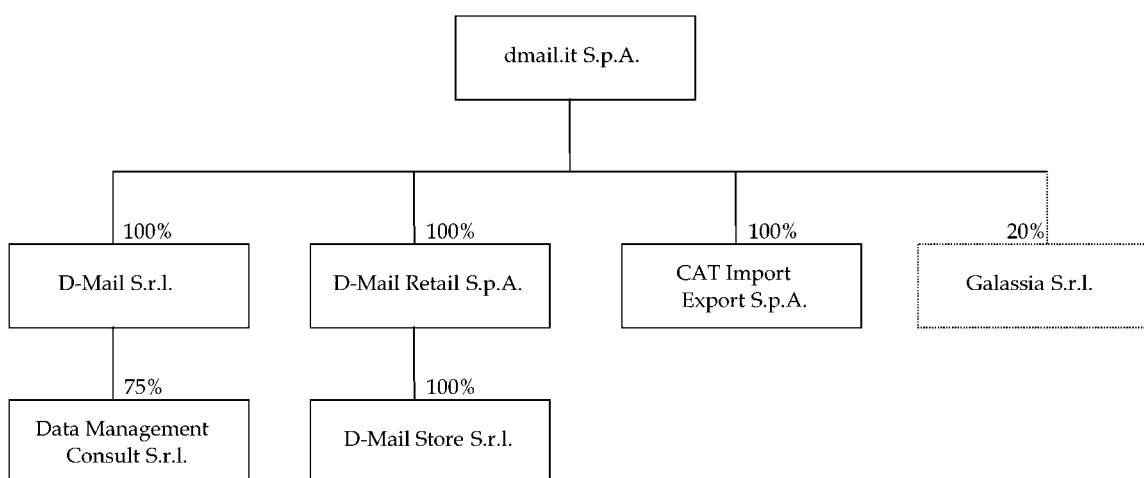 dmail.it S.p.A.
100%
100%
100%
20%
D-Mail S.r.l.
D-Mail Retail S.p.A.
CAT Import
Export S.p.A.
Galassia S.r.l.
75%
100%
Data Management
Consult S.r.l.
D-Mail Store S.r.l.